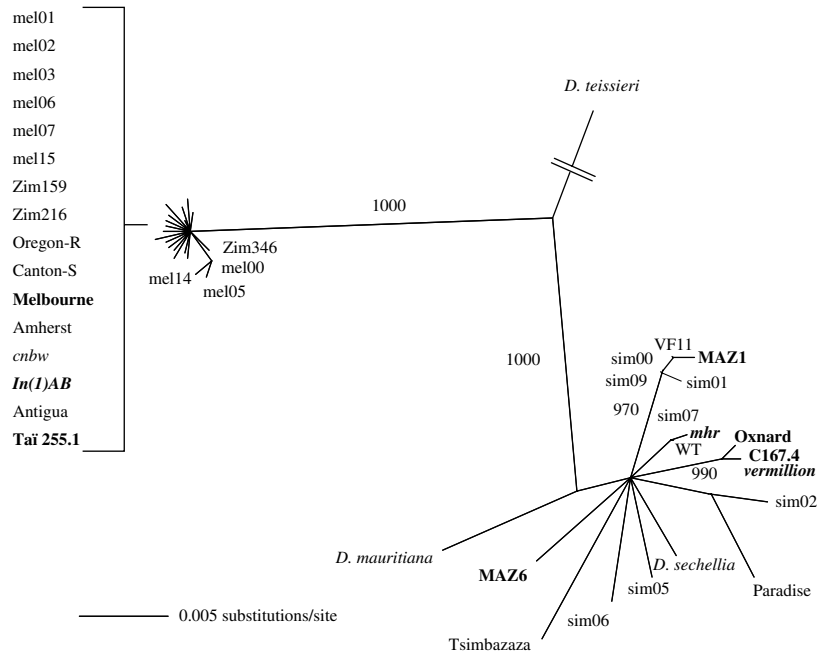 mel01
mel02
mel03
mel06
mel07
mel15
Zim159
Zim216
Oregon-R
Canton-S
Melbourne
Amherst
cnbw
In(1)AB
Antigua
Taï 255.1
D. teissieri
1000
Zim346
mel00
mel14
mel05
1000
VF11
sim00
MAZ1
sim09
sim01
970
sim07
mhr
WT
Oxnard
C167.4
vermillion
990
sim02
D. mauritiana
MAZ6
D. sechellia
sim05
Paradise
sim06
Tsimbazaza
0.005 substitutions/site